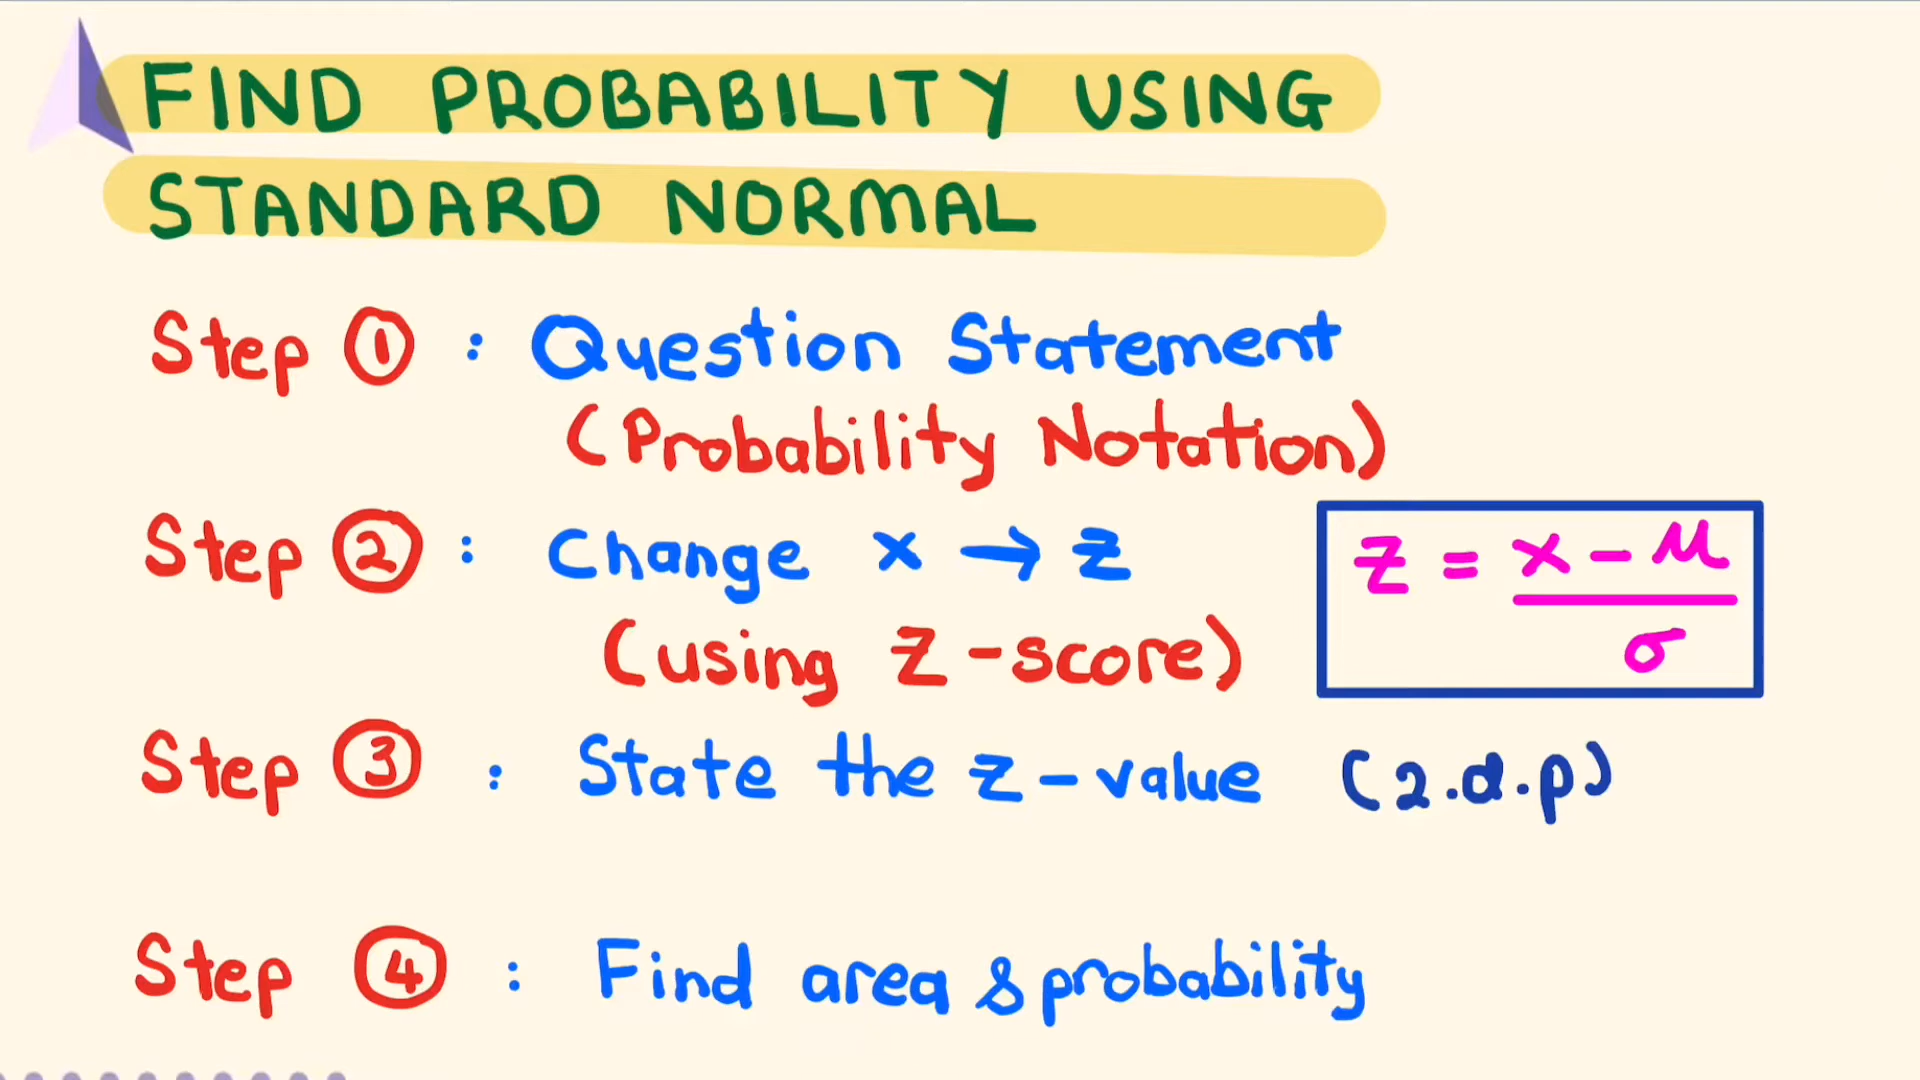 FIND PROBABILITY USING
STANDARD NORMAL
Step ① : Question Statement
(Probability Notation)
Step ② : Change x → z
(using Z-score)
z = x - μ
σ
Step ③ : State the z-value (2.d.p)
Step ④ : Find area & probability